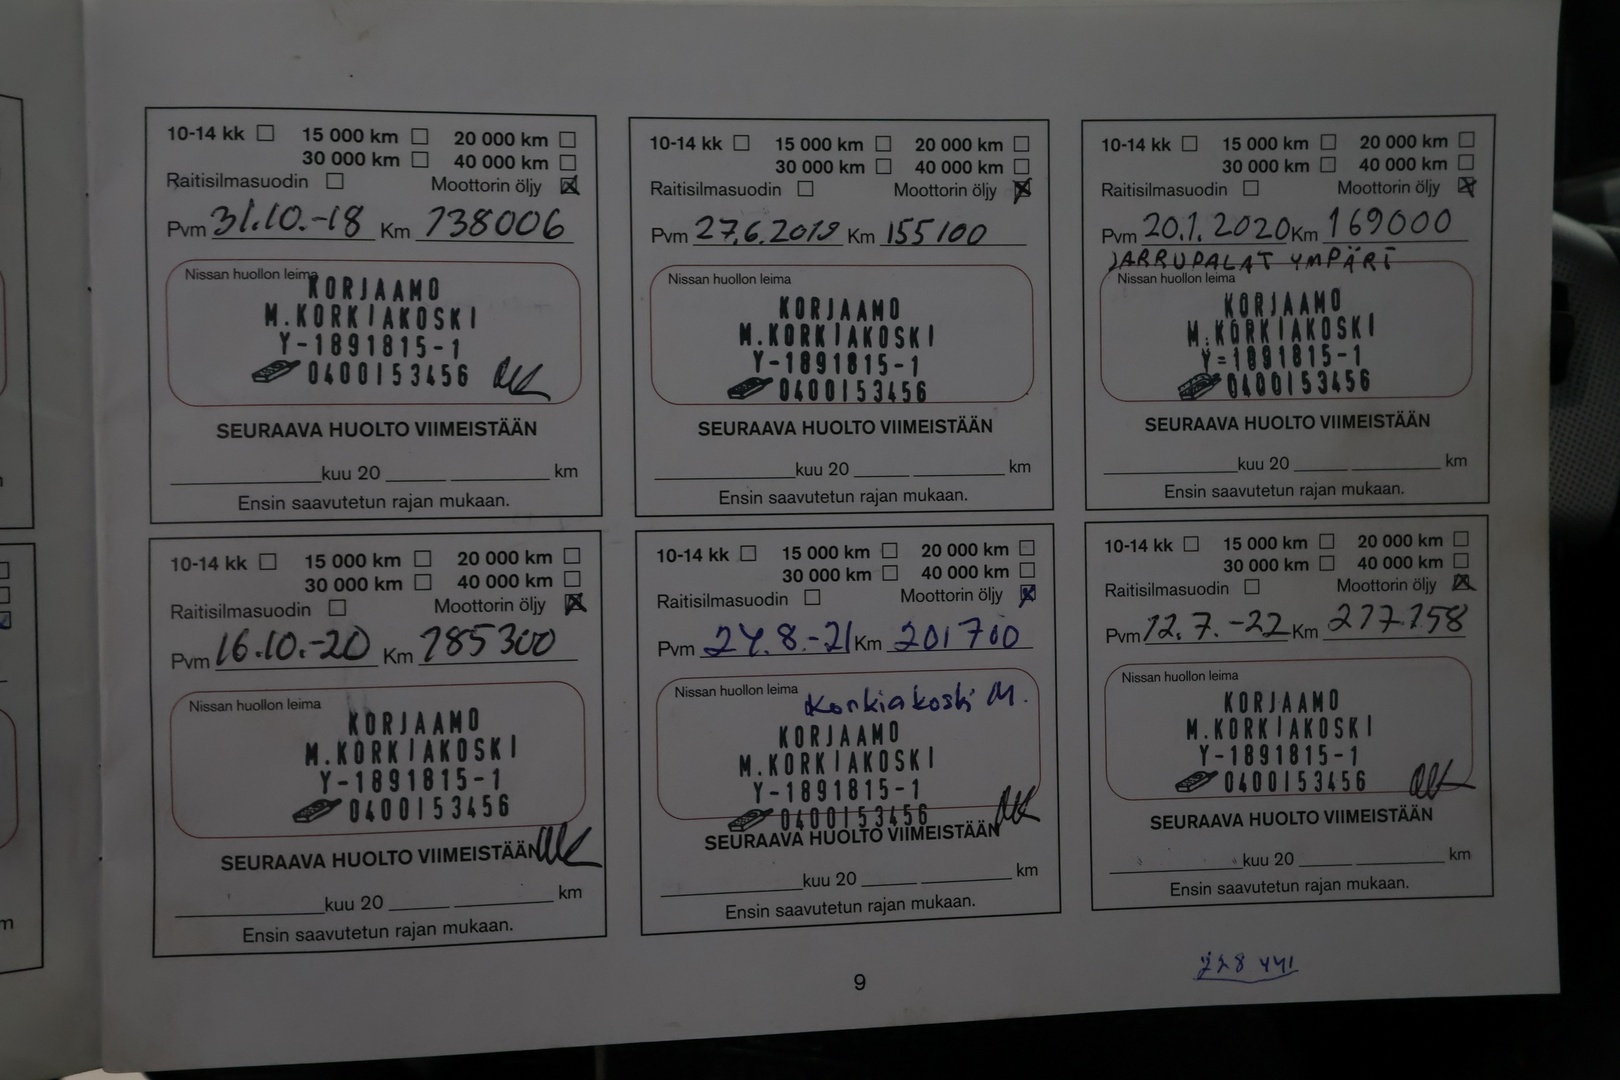 10-14 kk 15 000 km 20 000 km
30 000 km 40 000 km
Raitisilmasuodin Moottorin öljy
Pvm 31.10.-18 Km 138006
Nissan huollon leima
KORJAAMO
M.KORKIAKOSKI
Y-1891815-1
0400153456
SEURAAVA HUOLTO VIIMEISTÄÄN
kuu 20 km
Ensin saavutetun rajan mukaan.
10-14 kk 15 000 km 20 000 km
30 000 km 40 000 km
Raitisilmasuodin Moottorin öljy
Pvm 27.6.2019 Km 155100
Nissan huollon leima
KORJAAMO
M.KORKIAKOSKI
Y-1891815-1
0400153456
SEURAAVA HUOLTO VIIMEISTÄÄN
kuu 20 km
Ensin saavutetun rajan mukaan.
10-14 kk 15 000 km 20 000 km
30 000 km 40 000 km
Raitisilmasuodin Moottorin öljy
Pvm 20.1.2020 Km 169000
JARRUPALAT YMPÄRI
Nissan huollon leima
KORJAAMO
M.KORKIAKOSKI
Y-1891815-1
0400153456
SEURAAVA HUOLTO VIIMEISTÄÄN
kuu 20 km
Ensin saavutetun rajan mukaan.
10-14 kk 15 000 km 20 000 km
30 000 km 40 000 km
Raitisilmasuodin Moottorin öljy
Pvm 16.10.-20 Km 185300
Nissan huollon leima
KORJAAMO
M.KORKIAKOSKI
Y-1891815-1
0400153456
SEURAAVA HUOLTO VIIMEISTÄÄN
kuu 20 km
Ensin saavutetun rajan mukaan.
10-14 kk 15 000 km 20 000 km
30 000 km 40 000 km
Raitisilmasuodin Moottorin öljy
Pvm 24.8.-21 Km 201700
Nissan huollon leima
Korkiakoski M.
KORJAAMO
M.KORKIAKOSKI
Y-1891815-1
0400153456
SEURAAVA HUOLTO VIIMEISTÄÄN
kuu 20 km
Ensin saavutetun rajan mukaan.
10-14 kk 15 000 km 20 000 km
30 000 km 40 000 km
Raitisilmasuodin Moottorin öljy
Pvm 12.7.-22 Km 217.158
Nissan huollon leima
KORJAAMO
M.KORKIAKOSKI
Y-1891815-1
0400153456
SEURAAVA HUOLTO VIIMEISTÄÄN
kuu 20 km
Ensin saavutetun rajan mukaan.
9
228 441